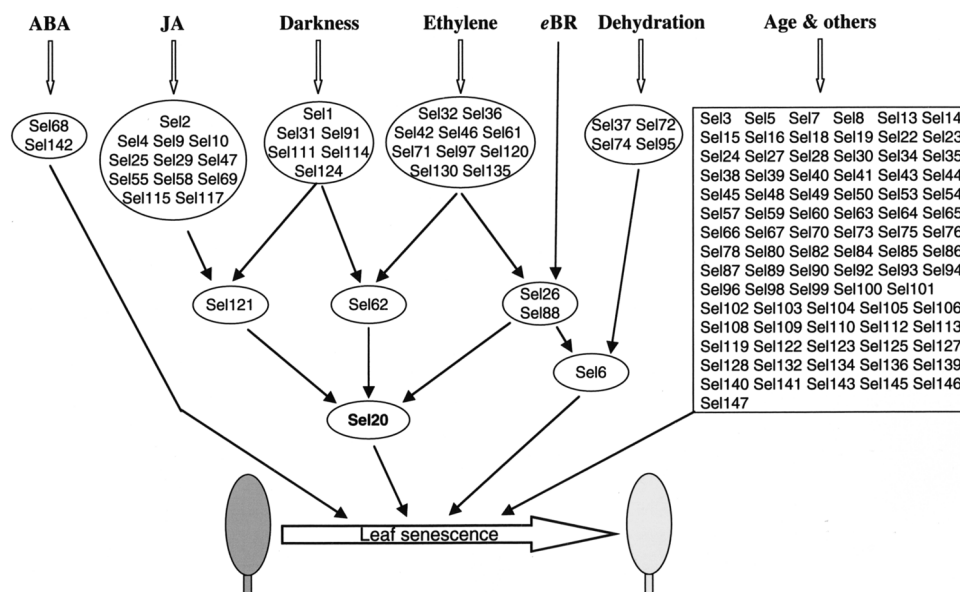 ABA JA Darkness Ethylene eBR Dehydration Age & others
Sel68
Sel142
Sel2
Sel4 Sel9 Sel10
Sel25 Sel29 Sel47
Sel55 Sel58 Sel69
Sel115 Sel117
Sel1
Sel31 Sel91
Sel111 Sel114
Sel124
Sel32 Sel36
Sel42 Sel46 Sel61
Sel71 Sel97 Sel120
Sel130 Sel135
Sel37 Sel72
Sel74 Sel95
Sel3 Sel5 Sel7 Sel8 Sel13 Sel14
Sel15 Sel16 Sel18 Sel19 Sel22 Sel23
Sel24 Sel27 Sel28 Sel30 Sel34 Sel35
Sel38 Sel39 Sel40 Sel41 Sel43 Sel44
Sel45 Sel48 Sel49 Sel50 Sel53 Sel54
Sel57 Sel59 Sel60 Sel63 Sel64 Sel65
Sel66 Sel67 Sel70 Sel73 Sel75 Sel76
Sel78 Sel80 Sel82 Sel84 Sel85 Sel86
Sel87 Sel89 Sel90 Sel92 Sel93 Sel94
Sel96 Sel98 Sel99 Sel100 Sel101
Sel102 Sel103 Sel104 Sel105 Sel106
Sel108 Sel109 Sel110 Sel112 Sel113
Sel119 Sel122 Sel123 Sel125 Sel127
Sel128 Sel132 Sel134 Sel136 Sel139
Sel140 Sel141 Sel143 Sel145 Sel146
Sel147
Sel121
Sel62
Sel26
Sel88
Sel6
Sel20
Leaf senescence